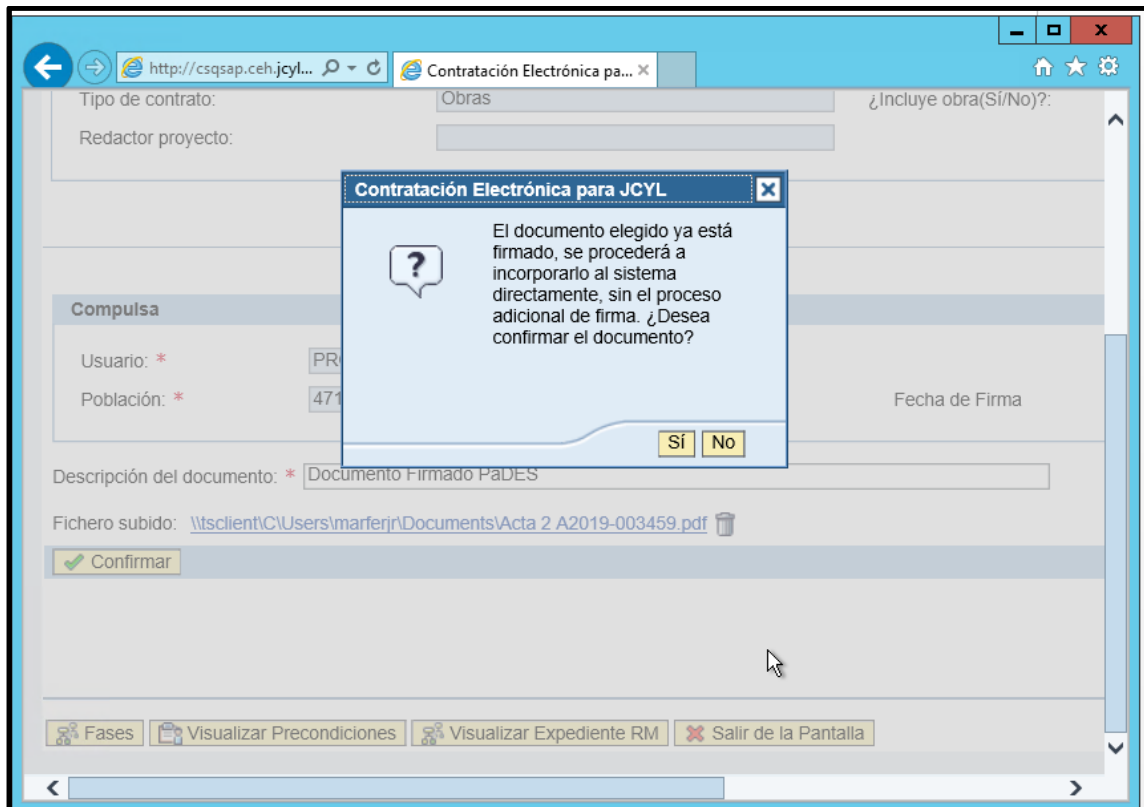 http://csqsap.ceh.jcyl...
Contratación Electrónica pa...
Tipo de contrato: Obras ¿Incluye obra(Sí/No)?:
Redactor proyecto:
Contratación Electrónica para JCYL
El documento elegido ya está
firmado, se procederá a
incorporarlo al sistema
directamente, sin el proceso
adicional de firma. ¿Desea
confirmar el documento?
Sí No
Compulsa
Usuario: * PR
Población: * 471 Fecha de Firma
Descripción del documento: * Documento Firmado PaDES
Fichero subido: \\tsclient\C\Users\marferjr\Documents\Acta 2 A2019-003459.pdf
Confirmar
Fases Visualizar Precondiciones Visualizar Expediente RM Salir de la Pantalla